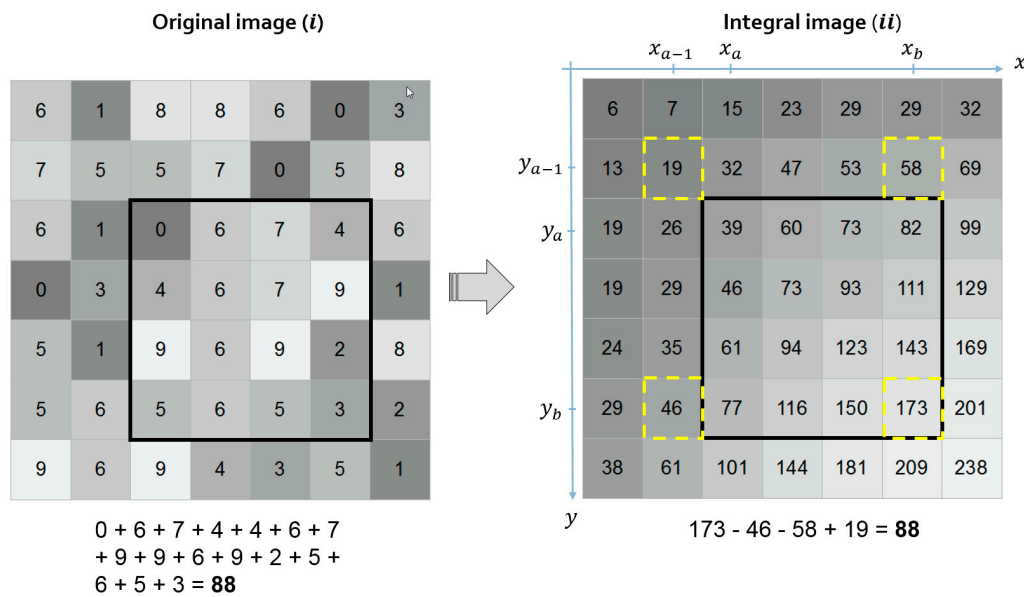 Original image (i)
6 1 8 8 6 0 3
7 5 5 7 0 5 8
6 1 0 6 7 4 6
0 3 4 6 7 9 1
5 1 9 6 9 2 8
5 6 5 6 5 3 2
9 6 9 4 3 5 1
0 + 6 + 7 + 4 + 4 + 6 + 7
+ 9 + 9 + 6 + 9 + 2 + 5 +
6 + 5 + 3 = 88
Integral image (ii)
xₐ₋₁ xₐ x_b
x
6 7 15 23 29 29 32
yₐ₋₁ 13 19 32 47 53 58 69
yₐ 19 26 39 60 73 82 99
19 29 46 73 93 111 129
24 35 61 94 123 143 169
y_b 29 46 77 116 150 173 201
38 61 101 144 181 209 238
y
173 - 46 - 58 + 19 = 88